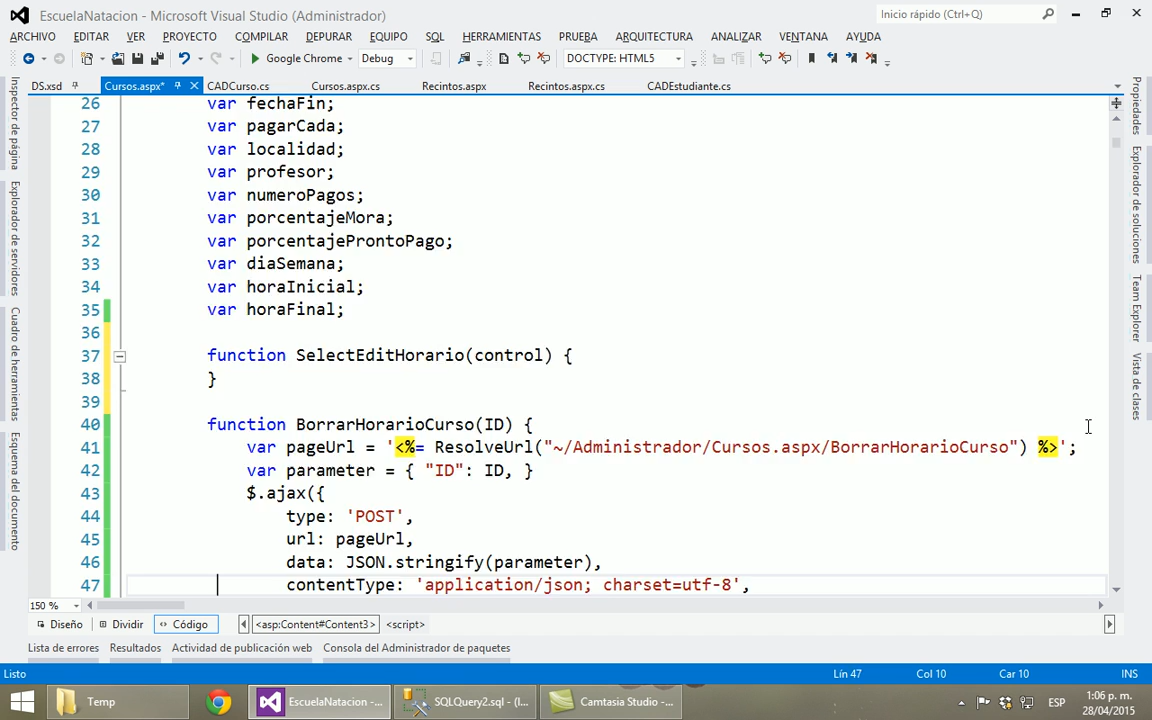 EscuelaNatacion - Microsoft Visual Studio (Administrador)
Inicio rápido (Ctrl+Q)
ARCHIVO EDITAR VER PROYECTO COMPILAR DEPURAR EQUIPO SQL HERRAMIENTAS PRUEBA ARQUITECTURA ANALIZAR VENTANA AYUDA
Google Chrome Debug DOCTYPE: HTML5
DS.xsd Cursos.aspx* CADCurso.cs Cursos.aspx.cs Recintos.aspx Recintos.aspx.cs CADEstudiante.cs
Inspector de página
Explorador de servidores
Cuadro de herramientas
Esquema del documento
26 var fechaFin;
27 var pagarCada;
28 var localidad;
29 var profesor;
30 var numeroPagos;
31 var porcentajeMora;
32 var porcentajeProntoPago;
33 var diaSemana;
34 var horaInicial;
35 var horaFinal;
36
37 function SelectEditHorario(control) {
38 }
39
40 function BorrarHorarioCurso(ID) {
41 var pageUrl = '<%= ResolveUrl("~/Administrador/Cursos.aspx/BorrarHorarioCurso") %>';
42 var parameter = { "ID": ID, }
43 $.ajax({
44 type: 'POST',
45 url: pageUrl,
46 data: JSON.stringify(parameter),
47 contentType: 'application/json; charset=utf-8',
Propiedades
Explorador de soluciones
Team Explorer
Vista de clases
150 %
Diseño Dividir Código <asp:Content#Content3> <script>
Lista de errores Resultados Actividad de publicación web Consola del Administrador de paquetes
Listo Lín 47 Col 10 Car 10 INS
Temp EscuelaNatacion -... SQLQuery2.sql - (l... Camtasia Studio -... ESP 1:06 p. m.
28/04/2015